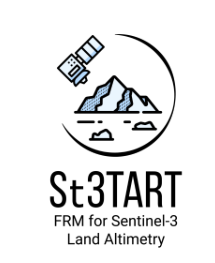 St3TART
FRM for Sentinel-3
Land Altimetry